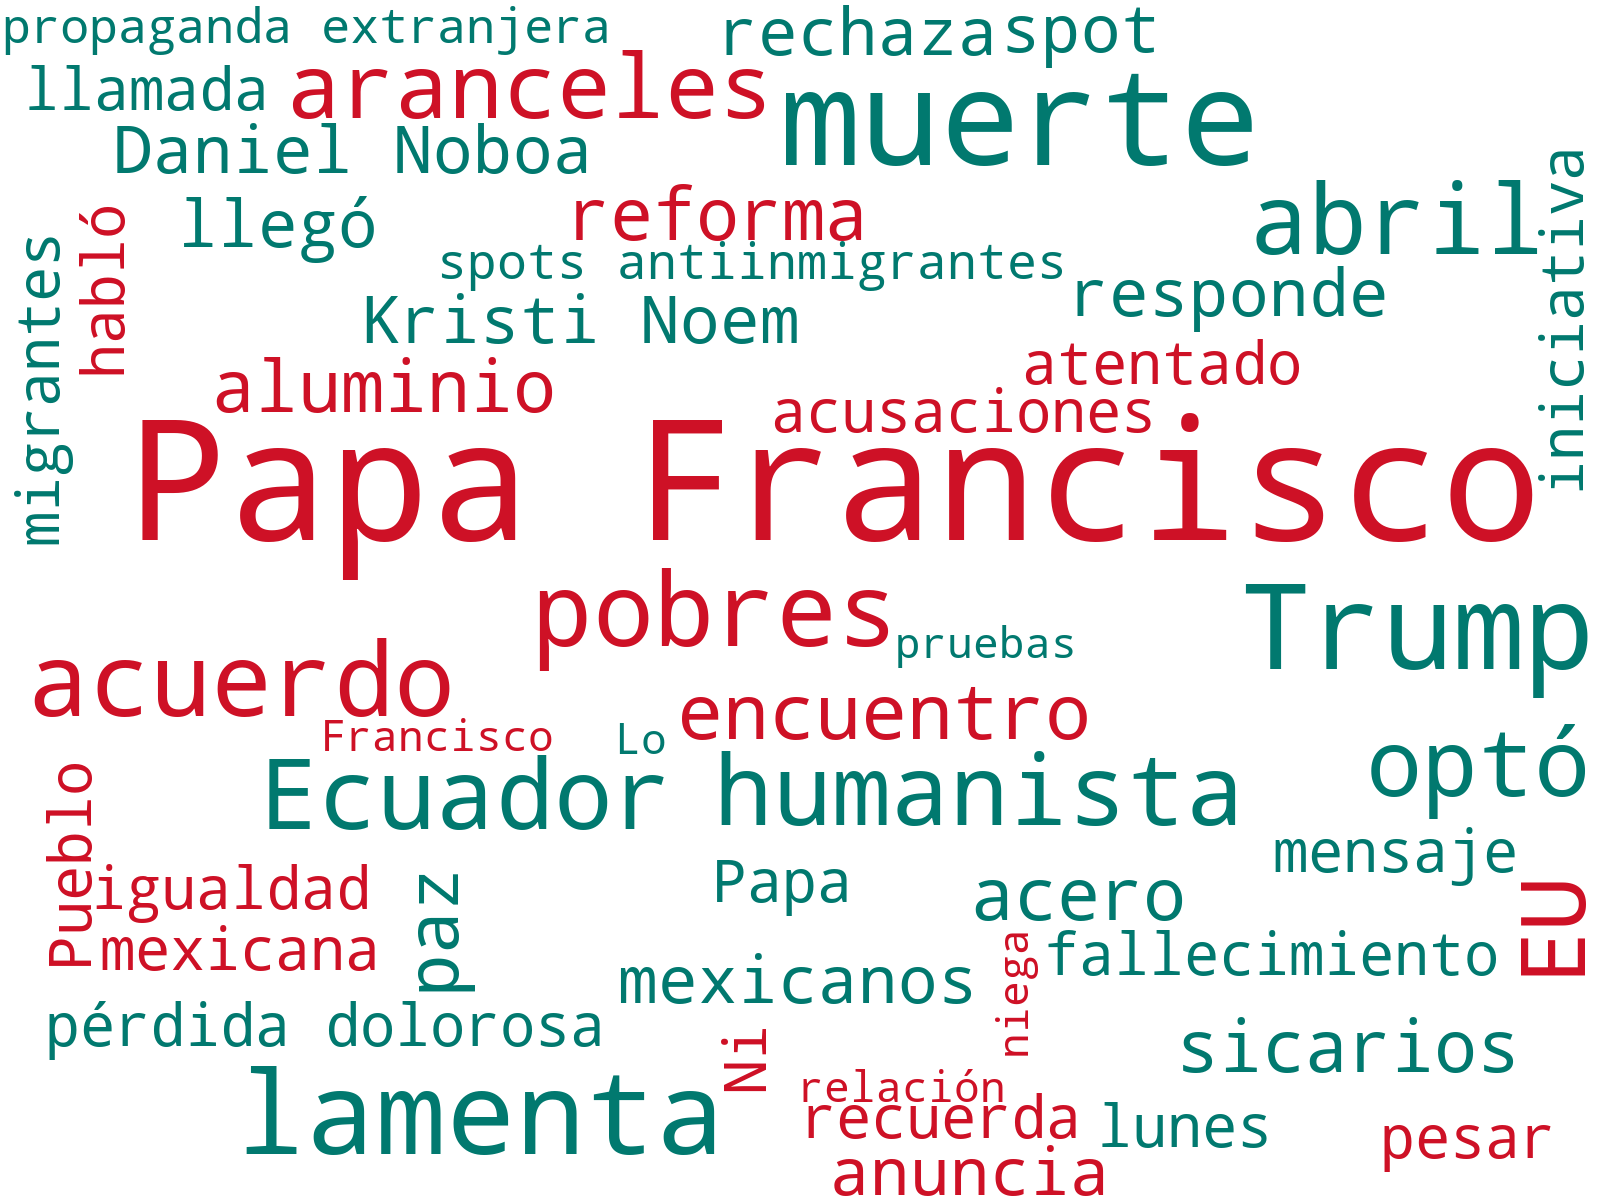 propaganda extranjera
rechaza
spot
llamada
aranceles
muerte
Daniel Noboa
abril
iniciativa
habló
llegó
reforma
migrantes
spots antiinmigrantes
responde
Kristi Noem
atentado
aluminio
acusaciones
Papa Francisco
pobres
Trump
pruebas
acuerdo
encuentro
Francisco
Lo
optó
Ecuador
humanista
Pueblo
mensaje
igualdad
paz
Papa
acero
EU
mexicana
mexicanos
niega
fallecimiento
pérdida dolorosa
Ni
sicarios
lamenta
relación
recuerda
lunes
pesar
anuncia